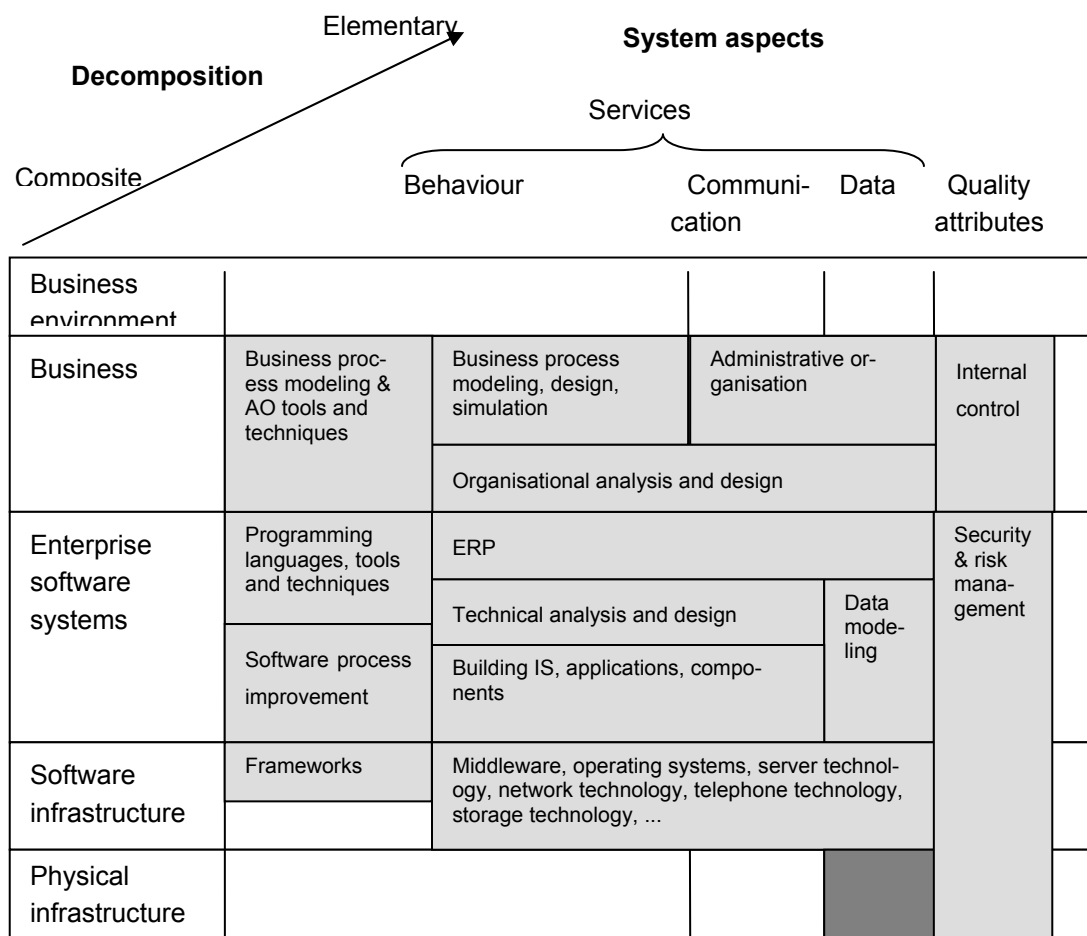 Elementary
System aspects
Decomposition
Services
Composite
Behaviour
Communi-
cation
Data
Quality
attributes
Business
environment
Business
Business proc-
ess modeling &
AO tools and
techniques
Business process
modeling, design,
simulation
Administrative or-
ganisation
Internal
control
Organisational analysis and design
Enterprise
software
systems
Programming
languages, tools
and techniques
ERP
Security
& risk
mana-
gement
Technical analysis and design
Data
mode-
ling
Software process
improvement
Building IS, applications, compo-
nents
Software
infrastructure
Frameworks
Middleware, operating systems, server technol-
ogy, network technology, telephone technology,
storage technology, ...
Physical
infrastructure